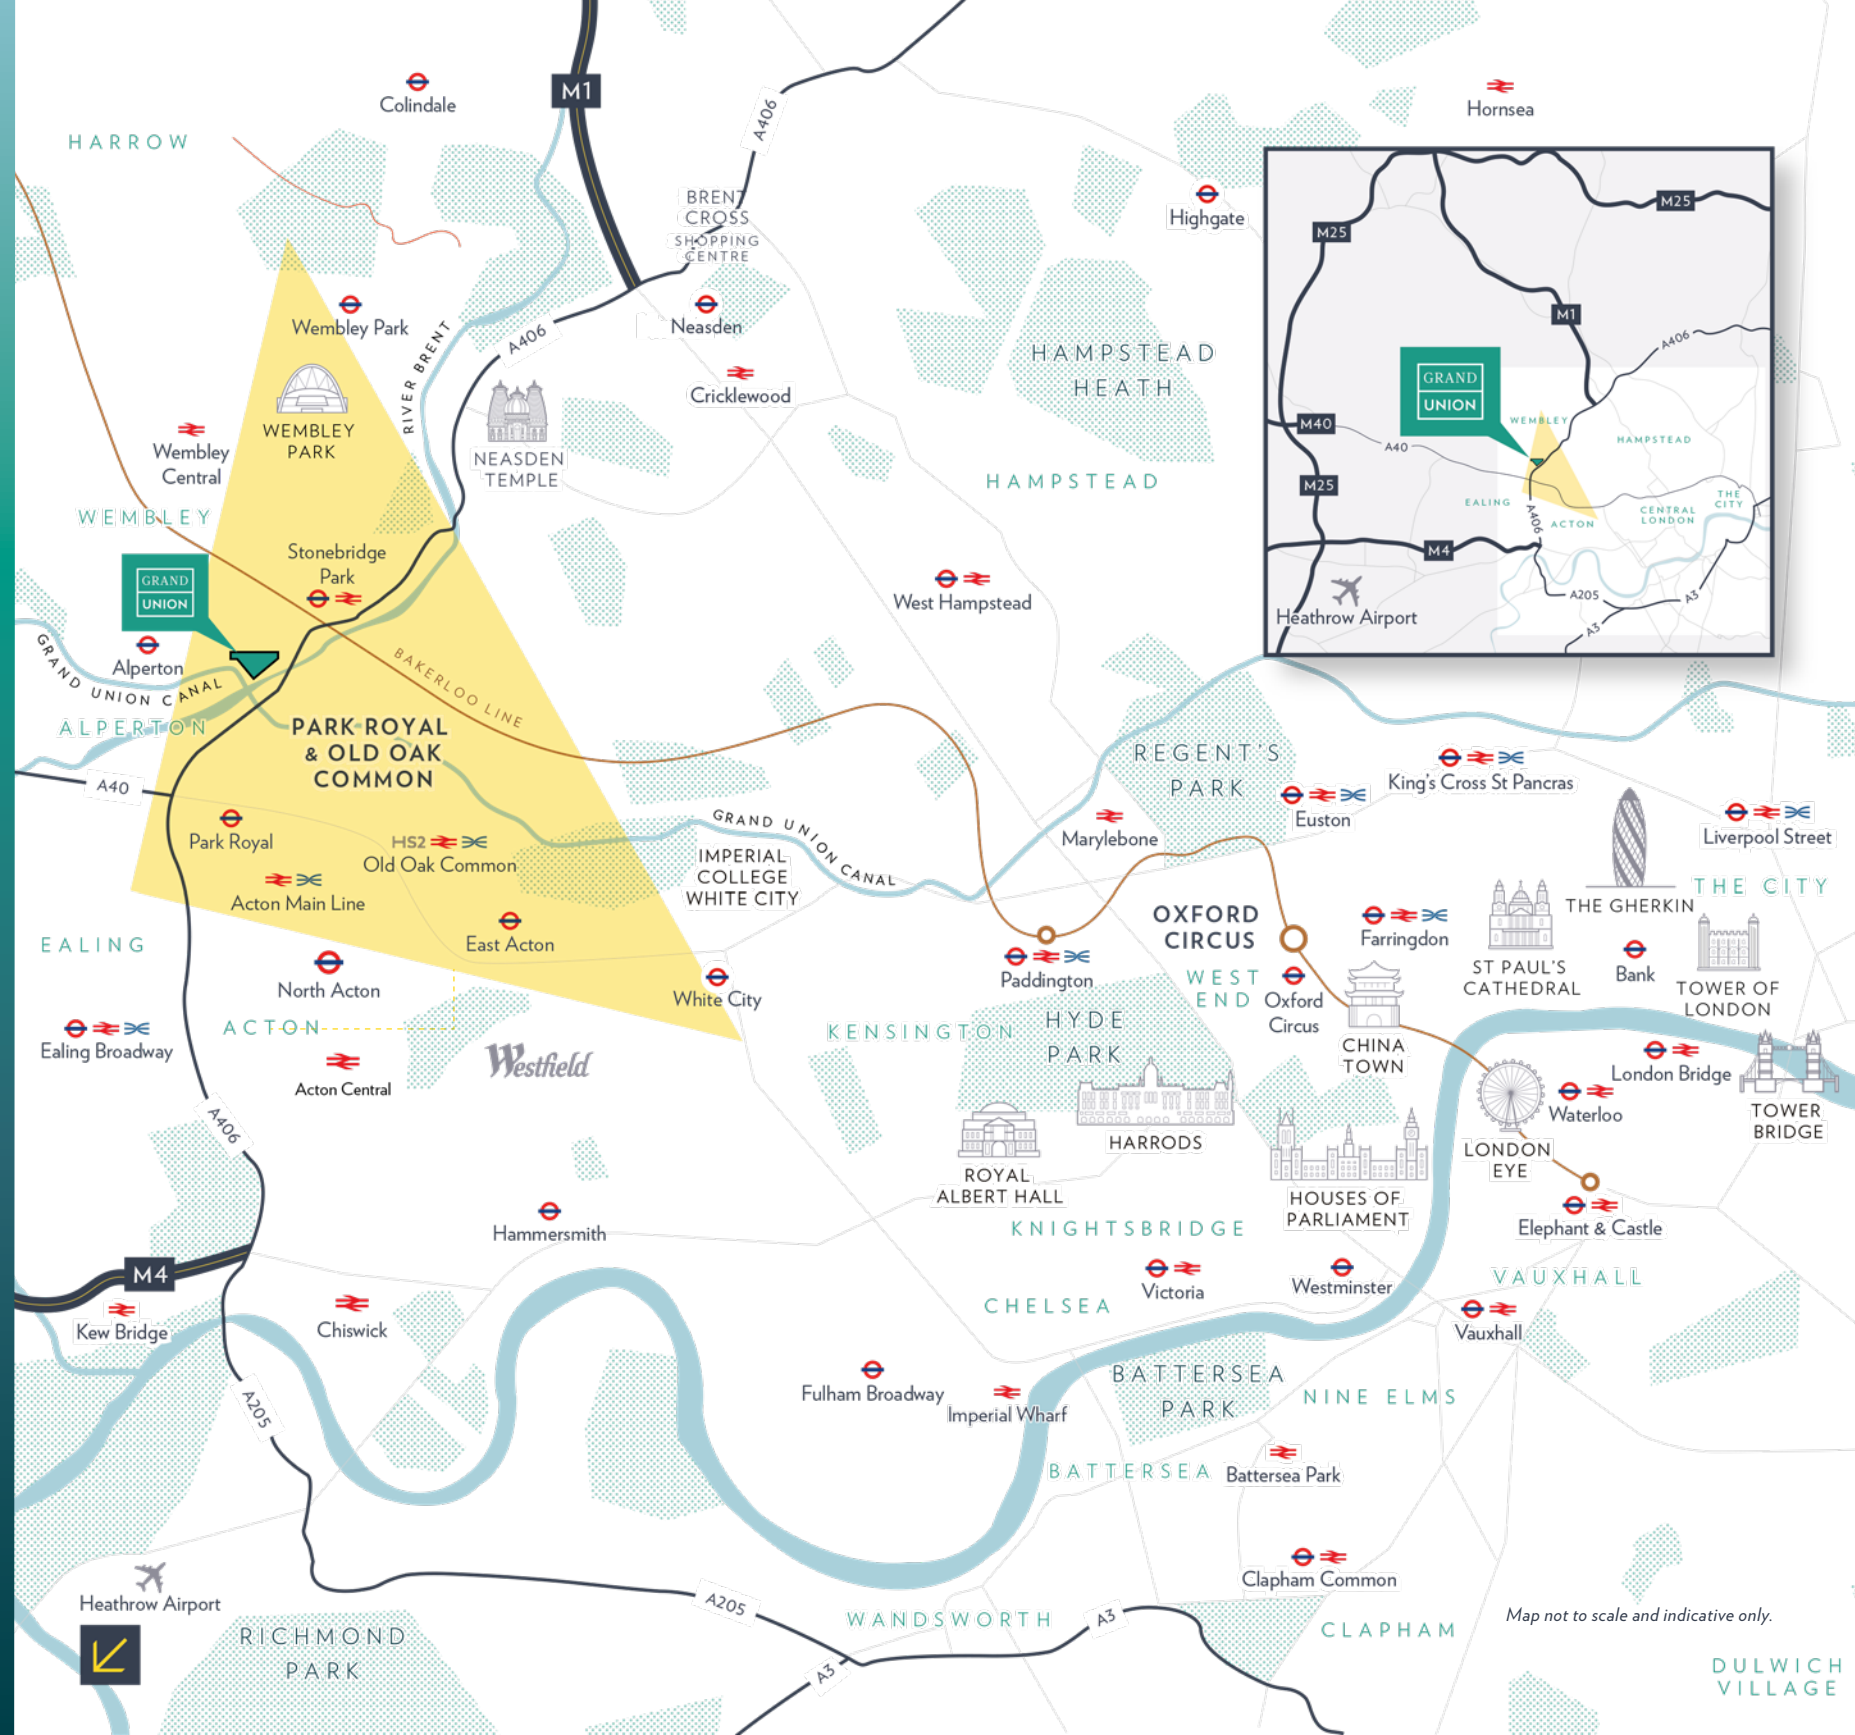 Colindale
M1
A406
Hornsea
HARROW
BRENT
CROSS
SHOPPING
CENTRE
Highgate
M25
M25
M1
A406
GRAND
UNION
WEMBLEY
HAMPSTEAD
M40
A40
M25
EALING
A406
ACTON
CENTRAL
LONDON
THE
CITY
M4
A205
A3
A3
Heathrow Airport
Wembley Park
RIVER BRENT
A406
Neasden
HAMPSTEAD
HEATH
Cricklewood
WEMBLEY
PARK
Wembley
Central
NEASDEN
TEMPLE
HAMPSTEAD
WEMBLEY
Stonebridge
Park
GRAND
UNION
West Hampstead
Alperton
GRAND UNION CANAL
BAKERLOO LINE
ALPERTON
PARK ROYAL
& OLD OAK
COMMON
REGENT'S
PARK
King's Cross St Pancras
A40
Euston
Marylebone
Liverpool Street
Park Royal
HS2
Old Oak Common
GRAND UNION CANAL
IMPERIAL
COLLEGE
WHITE CITY
THE CITY
THE GHERKIN
Acton Main Line
OXFORD
CIRCUS
Farringdon
East Acton
EALING
ST PAUL'S
CATHEDRAL
Bank
TOWER OF
LONDON
North Acton
White City
Paddington
WEST
END
Oxford
Circus
ACTON
KENSINGTON
HYDE
PARK
CHINA
TOWN
Ealing Broadway
Westfield
Acton Central
London Bridge
Waterloo
TOWER
BRIDGE
A406
HARRODS
LONDON
EYE
ROYAL
ALBERT HALL
HOUSES OF
PARLIAMENT
Hammersmith
KNIGHTSBRIDGE
Elephant & Castle
M4
Victoria
Westminster
VAUXHALL
CHELSEA
Kew Bridge
Chiswick
Vauxhall
BATTERSEA
PARK
Fulham Broadway
Imperial Wharf
NINE ELMS
A205
BATTERSEA
Battersea Park
Clapham Common
Heathrow Airport
A205
WANDSWORTH
A3
Map not to scale and indicative only.
CLAPHAM
RICHMOND
PARK
A3
DULWICH
VILLAGE